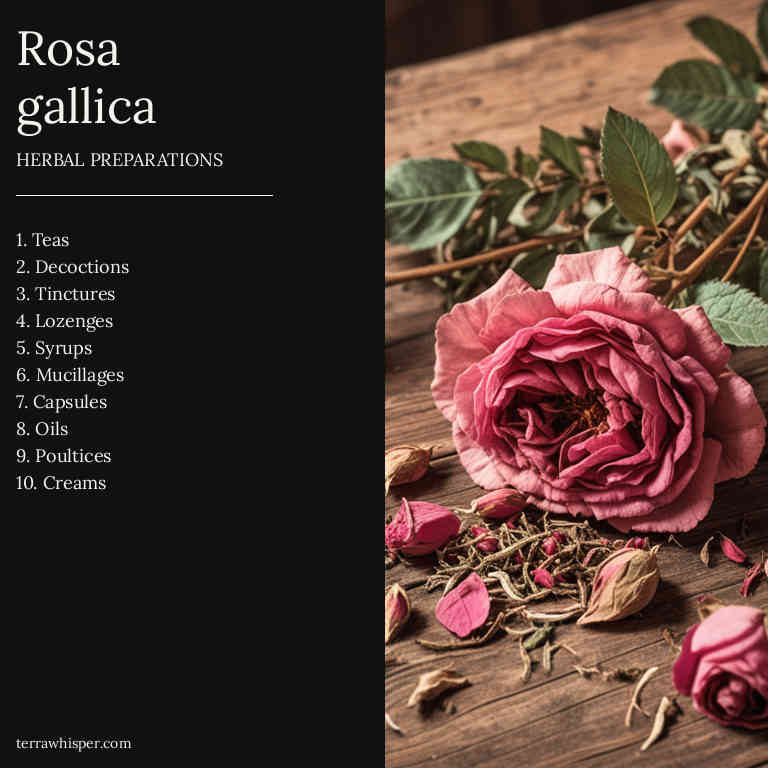 Rosa
gallica
HERBAL PREPARATIONS
1. Teas
2. Decoctions
3. Tinctures
4. Lozenges
5. Syrups
6. Mucillages
7. Capsules
8. Oils
9. Poultices
10. Creams
terrawhisper.com